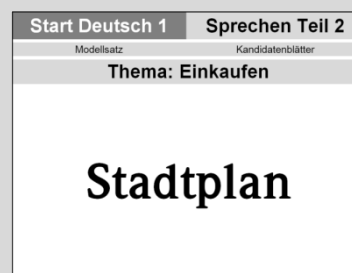 Start Deutsch 1 Sprechen Teil 2
Modellsatz Kandidatenblätter
Thema: Einkaufen
Stadtplan